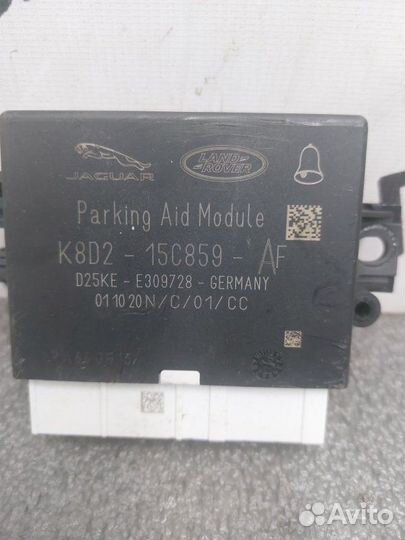 JAGUAR
LAND-
ROVER
Parking Aid Module
K8D2 - 15C859 - AF
D25KE - E309728 - GERMANY
011020N/C/01/CC
Avito